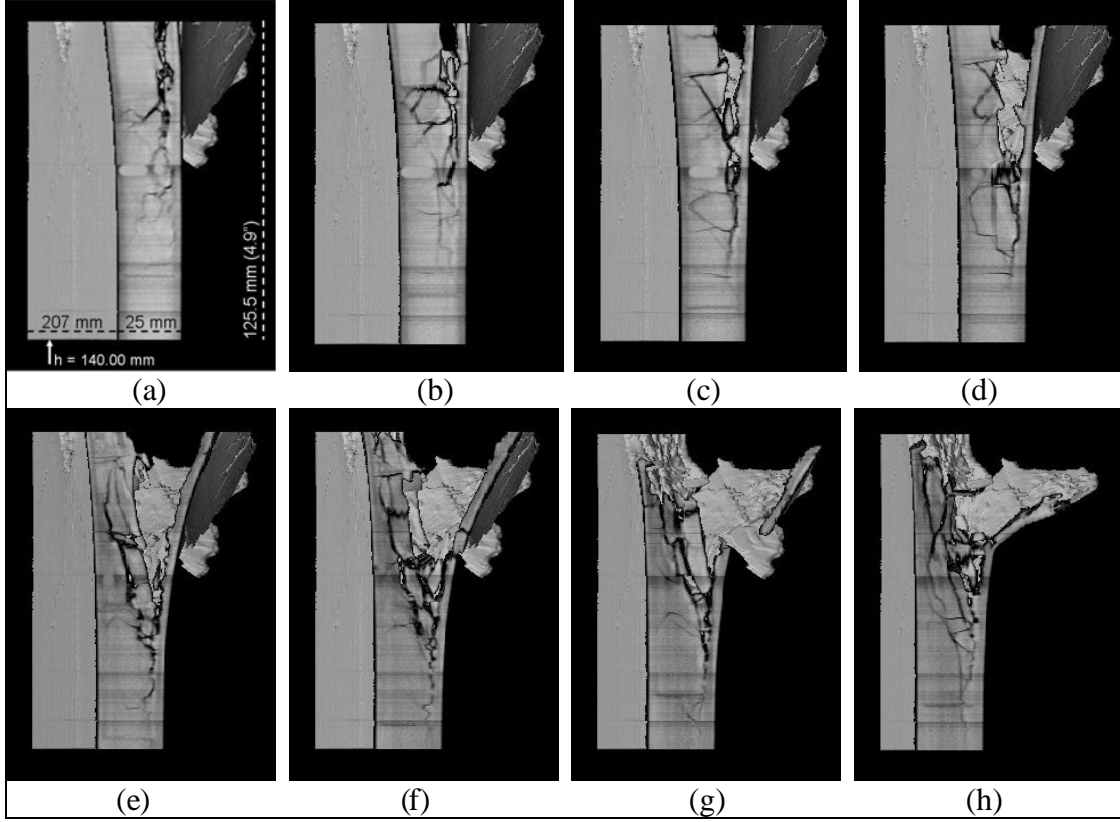 125.5 mm (4.9")
207 mm 25 mm
h = 140.00 mm
(a) (b) (c) (d)
(e) (f) (g) (h)